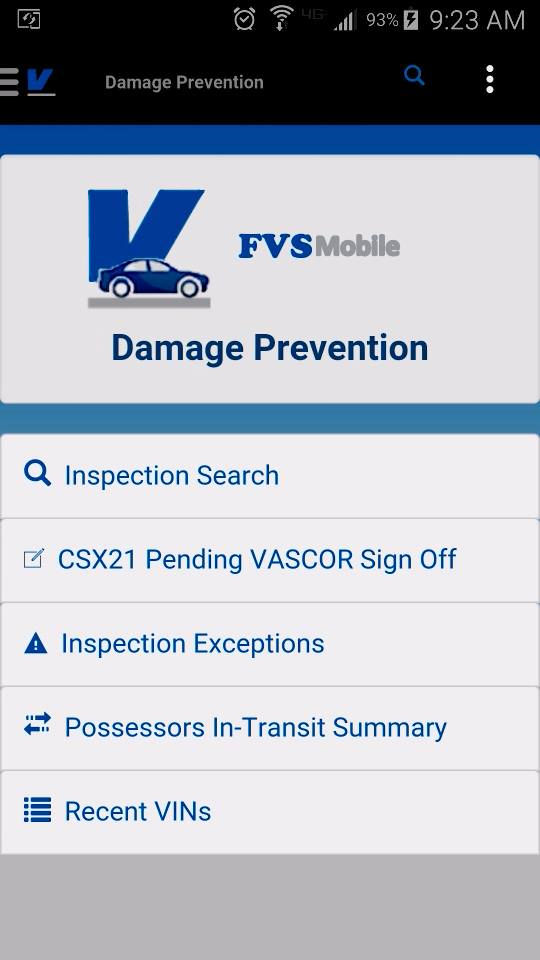 4G 93% 9:23 AM
V Damage Prevention
V FVS Mobile
Damage Prevention
Inspection Search
CSX21 Pending VASCOR Sign Off
Inspection Exceptions
Possessors In-Transit Summary
Recent VINs